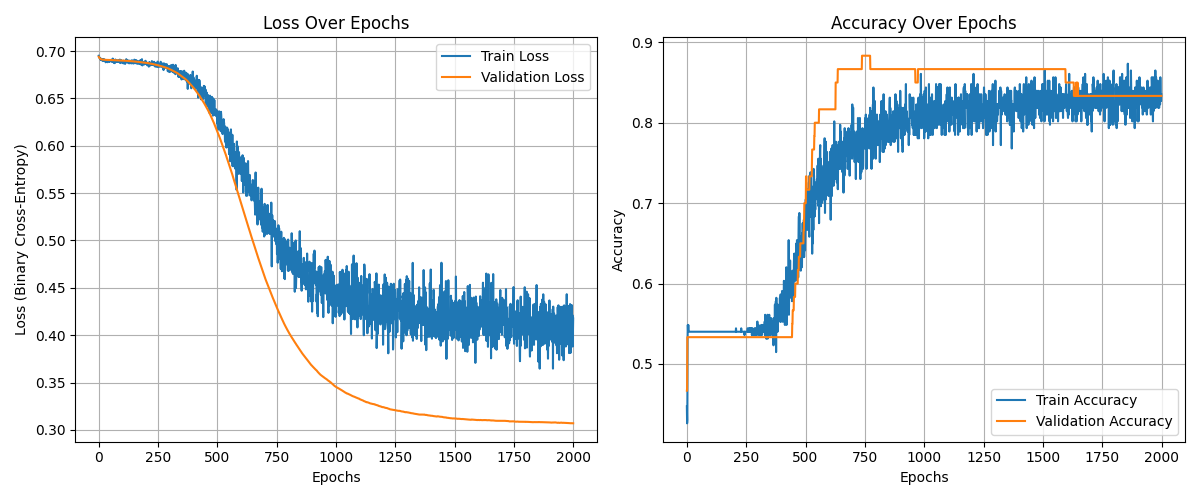 Loss Over Epochs
0.70
0.65
0.60
0.55
0.50
0.45
0.40
0.35
0.30
Loss (Binary Cross-Entropy)
Train Loss
Validation Loss
0 250 500 750 1000 1250 1500 1750 2000
Epochs
Accuracy Over Epochs
0.9
0.8
0.7
0.6
0.5
Accuracy
Train Accuracy
Validation Accuracy
0 250 500 750 1000 1250 1500 1750 2000
Epochs